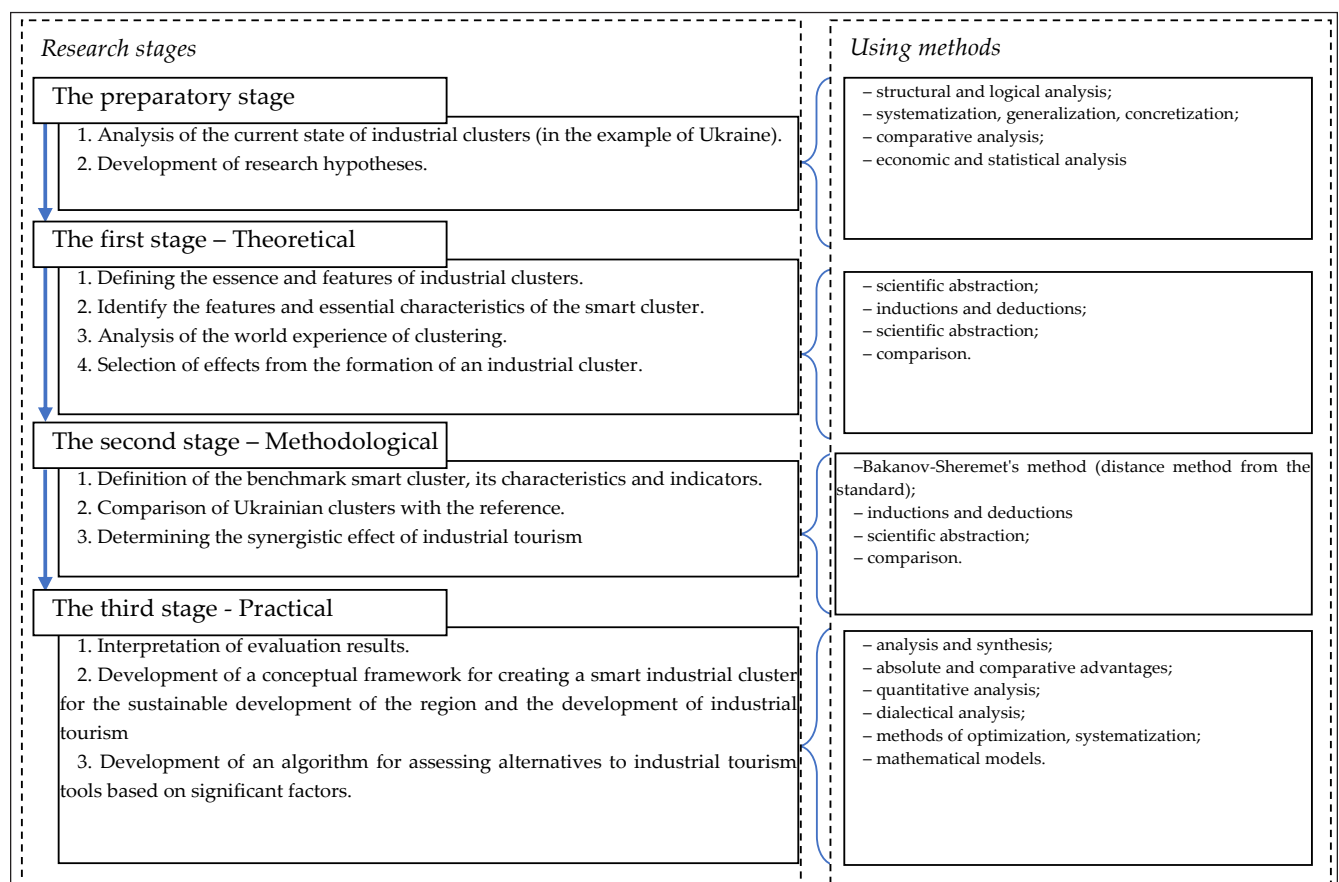 Research stages
The preparatory stage
1. Analysis of the current state of industrial clusters (in the example of Ukraine).
2. Development of research hypotheses.
The first stage – Theoretical
1. Defining the essence and features of industrial clusters.
2. Identify the features and essential characteristics of the smart cluster.
3. Analysis of the world experience of clustering.
4. Selection of effects from the formation of an industrial cluster.
The second stage – Methodological
1. Definition of the benchmark smart cluster, its characteristics and indicators.
2. Comparison of Ukrainian clusters with the reference.
3. Determining the synergistic effect of industrial tourism
The third stage - Practical
1. Interpretation of evaluation results.
2. Development of a conceptual framework for creating a smart industrial cluster
for the sustainable development of the region and the development of industrial
tourism
3. Development of an algorithm for assessing alternatives to industrial tourism
tools based on significant factors.
Using methods
– structural and logical analysis;
– systematization, generalization, concretization;
– comparative analysis;
– economic and statistical analysis
– scientific abstraction;
– inductions and deductions;
– scientific abstraction;
– comparison.
–Bakanov-Sheremet's method (distance method from the
standard);
– inductions and deductions
– scientific abstraction;
– comparison.
– analysis and synthesis;
– absolute and comparative advantages;
– quantitative analysis;
– dialectical analysis;
– methods of optimization, systematization;
– mathematical models.